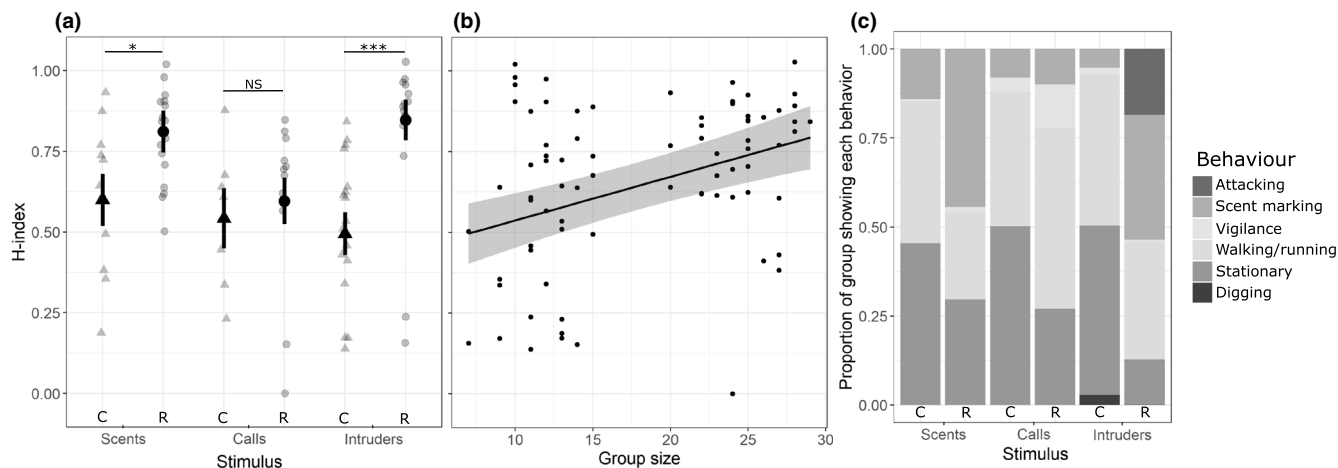 (a)
H-index
1.00
0.75
0.50
0.25
0.00
*
NS
***
C
R
C
R
C
R
Scents
Calls
Intruders
Stimulus
(b)
10
15
20
25
30
Group size
(c)
Proportion of group showing each behavior
1.00
0.75
0.50
0.25
0.00
C
R
C
R
C
R
Scents
Calls
Intruders
Stimulus
Behaviour
Attacking
Scent marking
Vigilance
Walking/running
Stationary
Digging